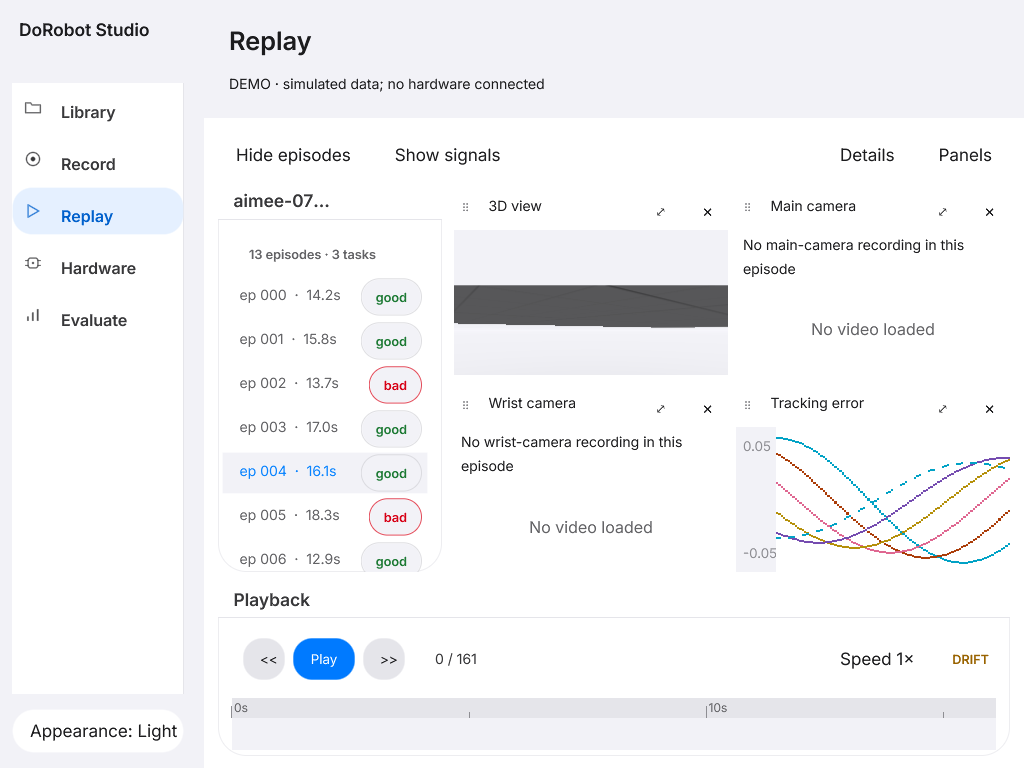 DoRobot Studio
Library
Record
Replay
Hardware
Evaluate
Appearance: Light
Replay
DEMO · simulated data; no hardware connected
Hide episodes
Show signals
Details
Panels
aimee-07...
13 episodes · 3 tasks
ep 000 · 14.2s good
ep 001 · 15.8s good
ep 002 · 13.7s bad
ep 003 · 17.0s good
ep 004 · 16.1s good
ep 005 · 18.3s bad
ep 006 · 12.9s good
3D view
Main camera
No main-camera recording in this
episode
No video loaded
Wrist camera
No wrist-camera recording in this
episode
No video loaded
Tracking error
0.05
-0.05
Playback
<< Play >> 0 / 161
Speed 1×
DRIFT
0s
10s